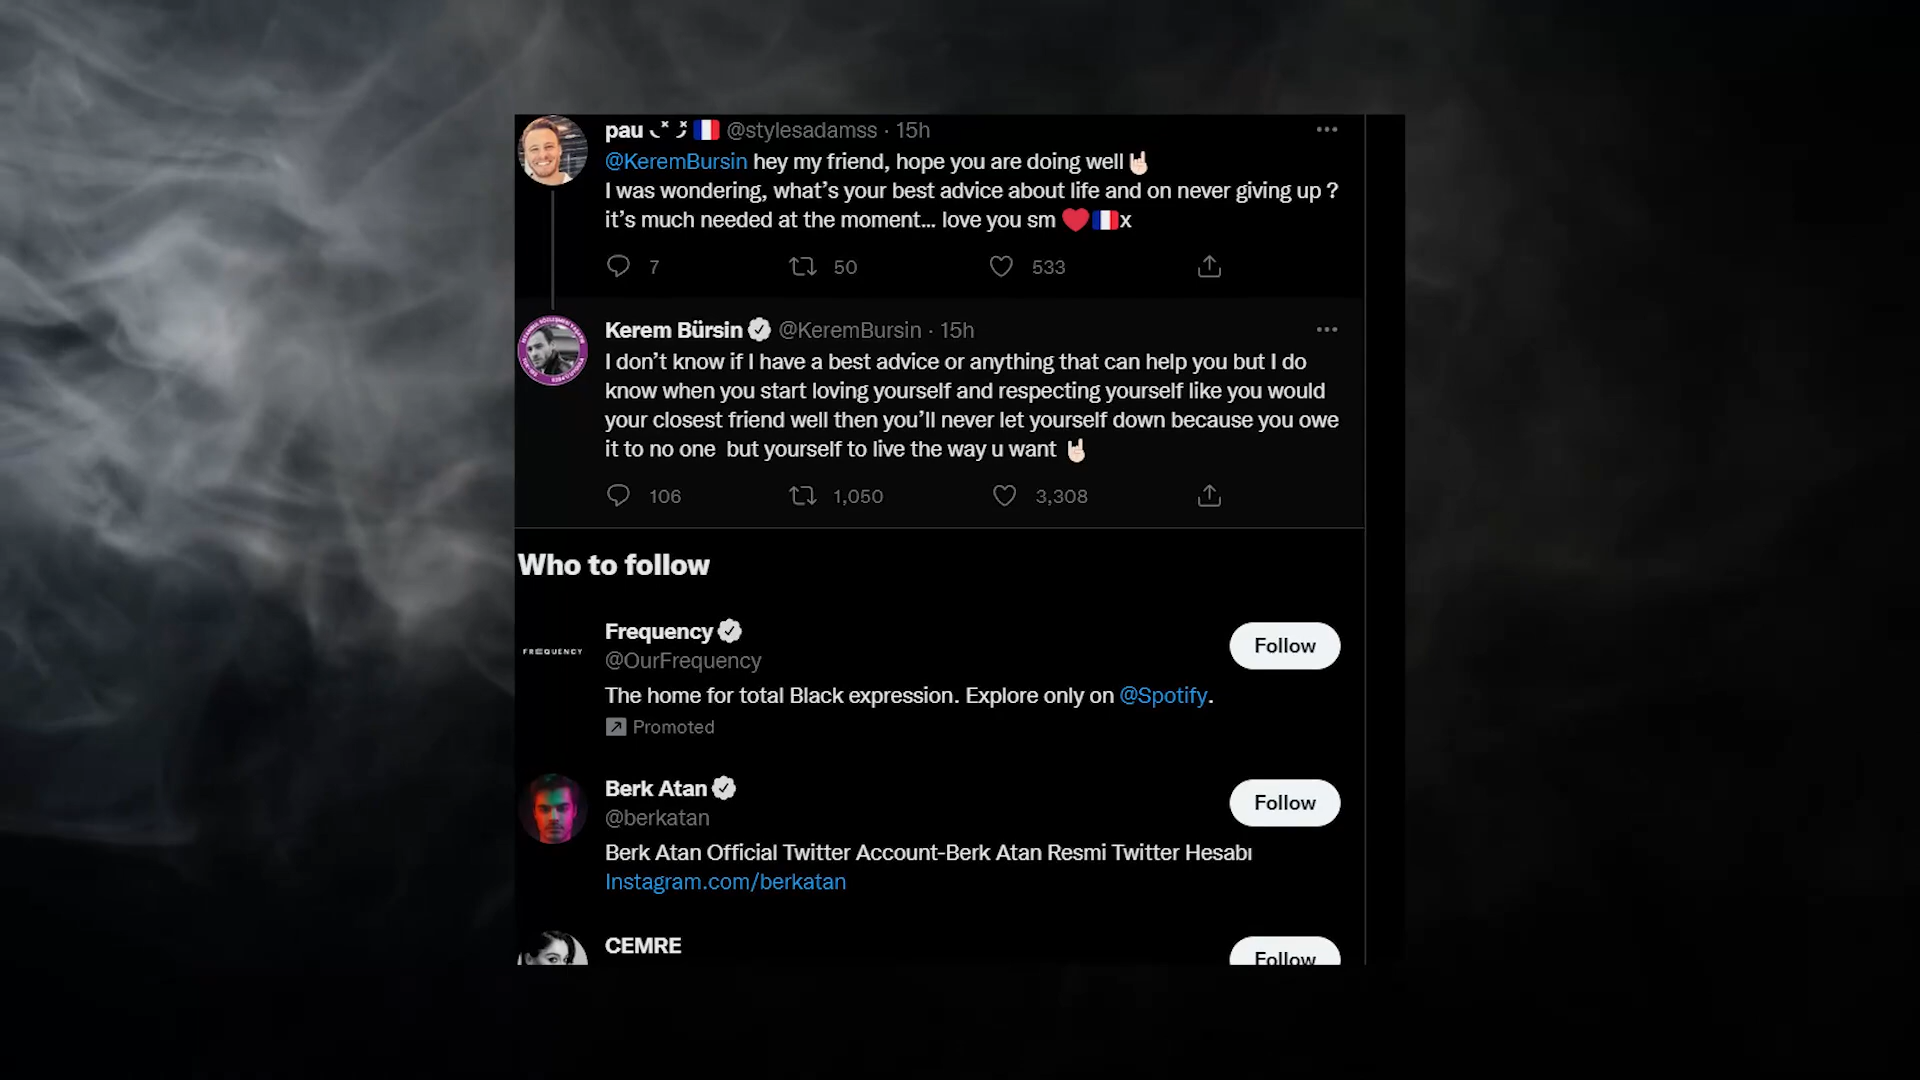 pau @stylesadamss · 15h
@KeremBursin hey my friend, hope you are doing well🤘🏻
I was wondering, what’s your best advice about life and on never giving up ?
it’s much needed at the moment... love you sm ❤️🇫🇷x
7 50 533
Kerem Bürsin @KeremBursin · 15h
I don’t know if I have a best advice or anything that can help you but I do
know when you start loving yourself and respecting yourself like you would
your closest friend well then you’ll never let yourself down because you owe
it to no one  but yourself to live the way u want 🤘🏻
106 1,050 3,308
Who to follow
Frequency
FREQUENCY
@OurFrequency
Follow
The home for total Black expression. Explore only on @Spotify.
Promoted
Berk Atan
@berkatan
Follow
Berk Atan Official Twitter Account-Berk Atan Resmi Twitter Hesabı
Instagram.com/berkatan
CEMRE
Follow